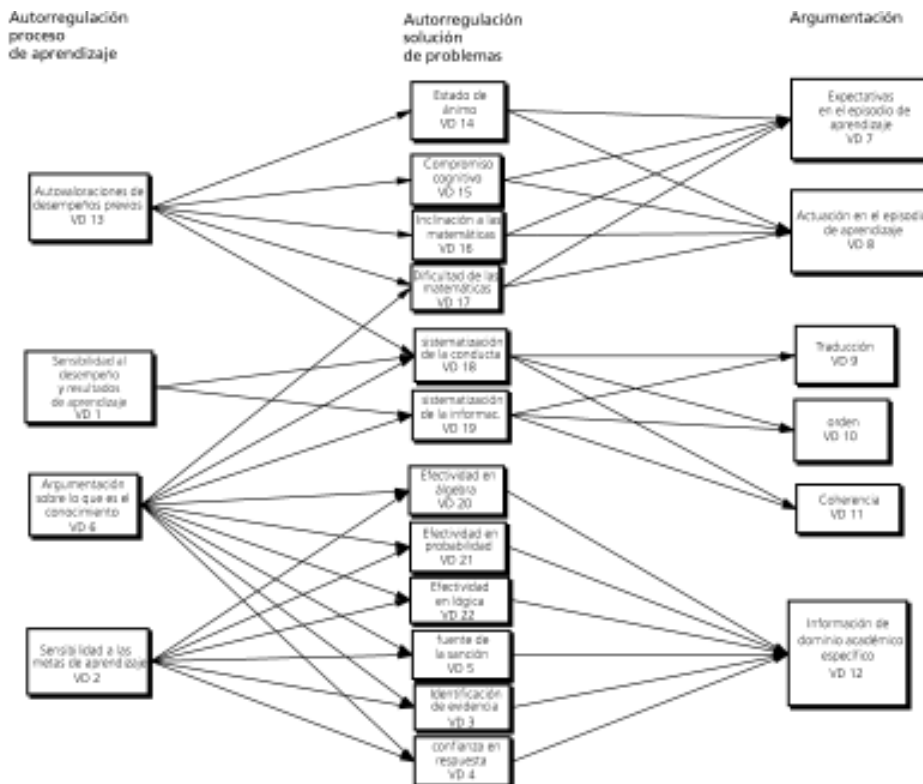 Autorregulación
proceso
de aprendizaje
Autorregulación
solución
de problemas
Argumentación
Autovaloraciones de
desempeños previos
VD 13
Sensibilidad al
desempeño
y resultados
de aprendizaje
VD 1
Argumentación
sobre lo que es el
conocimiento
VD 6
Sensibilidad a las
metas de aprendizaje
VD 2
Estado de
ánimo
VD 14
Compromiso
cognitivo
VD 15
Inclinación a las
matemáticas
VD 16
Dificultad de las
matemáticas
VD 17
sistematización
de la conducta
VD 18
sistematización
de la informac.
VD 19
Efectividad en
álgebra
VD 20
Efectividad en
probabilidad
VD 21
Efectividad
en lógica
VD 22
fuente de
la sanción
VD 5
Identificación
de evidencia
VD 3
confianza en
respuesta
VD 4
Expectativas
en el episodio de
aprendizaje
VD 7
Actuación en el episodio
de aprendizaje
VD 8
Traducción
VD 9
orden
VD 10
Coherencia
VD 11
Información de
dominio académico
específico
VD 12